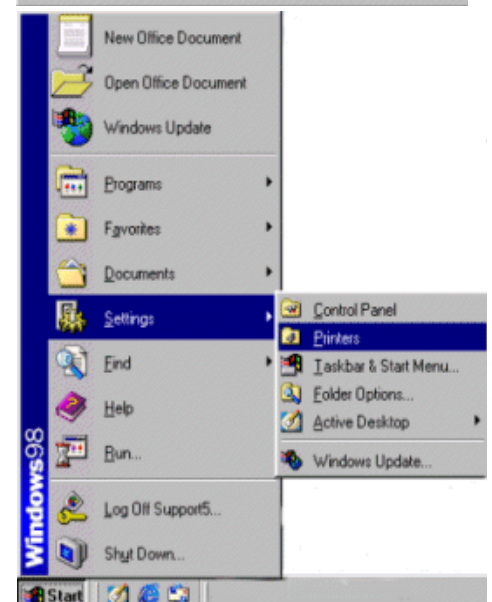 New Office Document
Open Office Document
Windows Update
Programs
Favorites
Documents
Settings
Find
Help
Run...
Log Off Support5...
Shut Down...
Windows98
Control Panel
Printers
Taskbar & Start Menu...
Folder Options...
Active Desktop
Windows Update...
Start